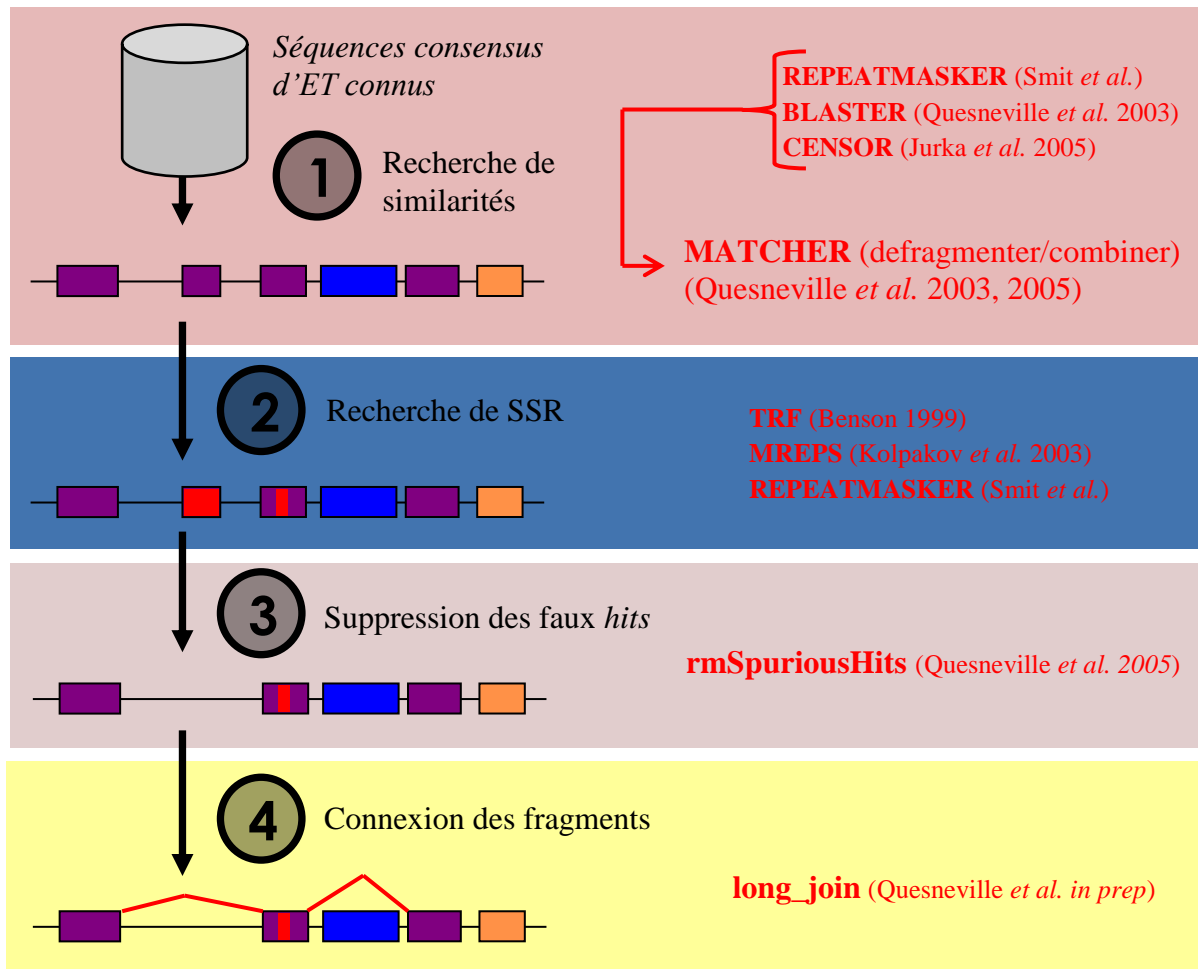 Séquences consensus
d'ET connus
1
Recherche de
similarités
REPEATMASKER (Smit et al.)
BLASTER (Quesneville et al. 2003)
CENSOR (Jurka et al. 2005)
MATCHER (defragmenter/combiner)
(Quesneville et al. 2003, 2005)
2
Recherche de SSR
TRF (Benson 1999)
MREPS (Kolpakov et al. 2003)
REPEATMASKER (Smit et al.)
3
Suppression des faux hits
rmSpuriousHits (Quesneville et al. 2005)
4
Connexion des fragments
long_join (Quesneville et al. in prep)